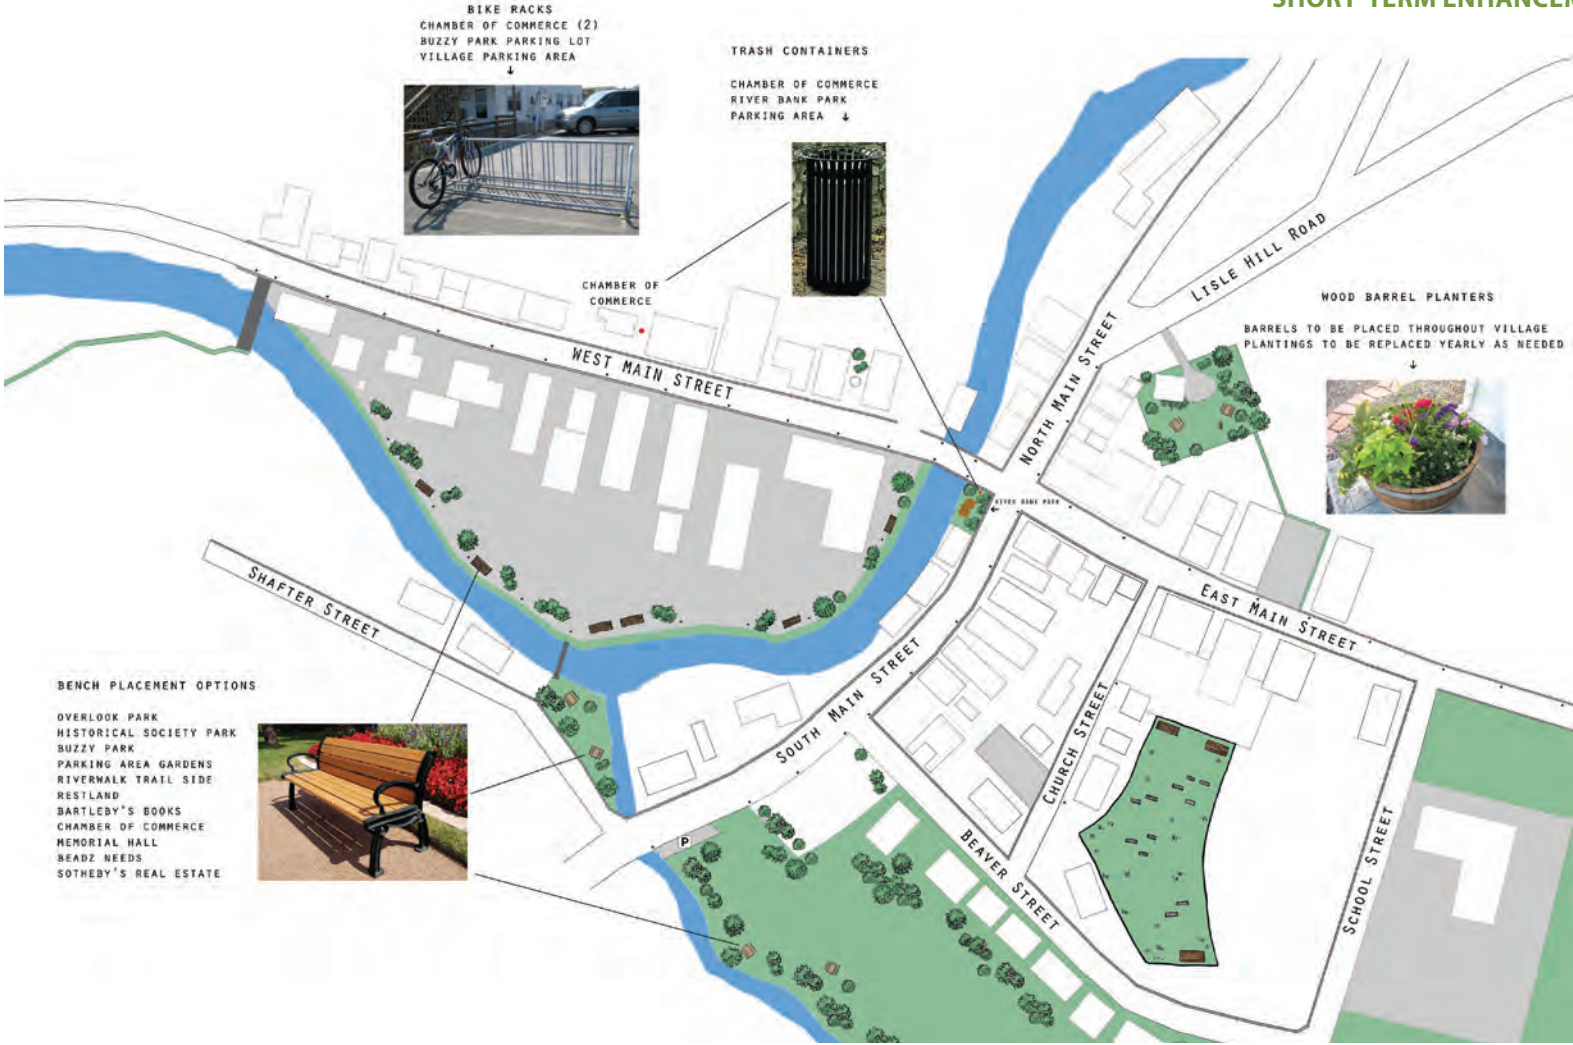 BIKE RACKS
CHAMBER OF COMMERCE (2)
BUZZY PARK PARKING LOT
VILLAGE PARKING AREA
TRASH CONTAINERS
CHAMBER OF COMMERCE
RIVER BANK PARK
PARKING AREA
CHAMBER OF
COMMERCE
WEST MAIN STREET
NORTH MAIN STREET
LISLE HILL ROAD
WOOD BARREL PLANTERS
BARRELS TO BE PLACED THROUGHOUT VILLAGE
PLANTINGS TO BE REPLACED YEARLY AS NEEDED
RIVER BANK PARK
SHAFTER STREET
EAST MAIN STREET
SOUTH MAIN STREET
CHURCH STREET
BEAVER STREET
SCHOOL STREET
P
BENCH PLACEMENT OPTIONS
OVERLOOK PARK
HISTORICAL SOCIETY PARK
BUZZY PARK
PARKING AREA GARDENS
RIVERWALK TRAIL SIDE
RESTLAND
BARTLEBY'S BOOKS
CHAMBER OF COMMERCE
MEMORIAL HALL
BEADZ NEEDS
SOTHEBY'S REAL ESTATE